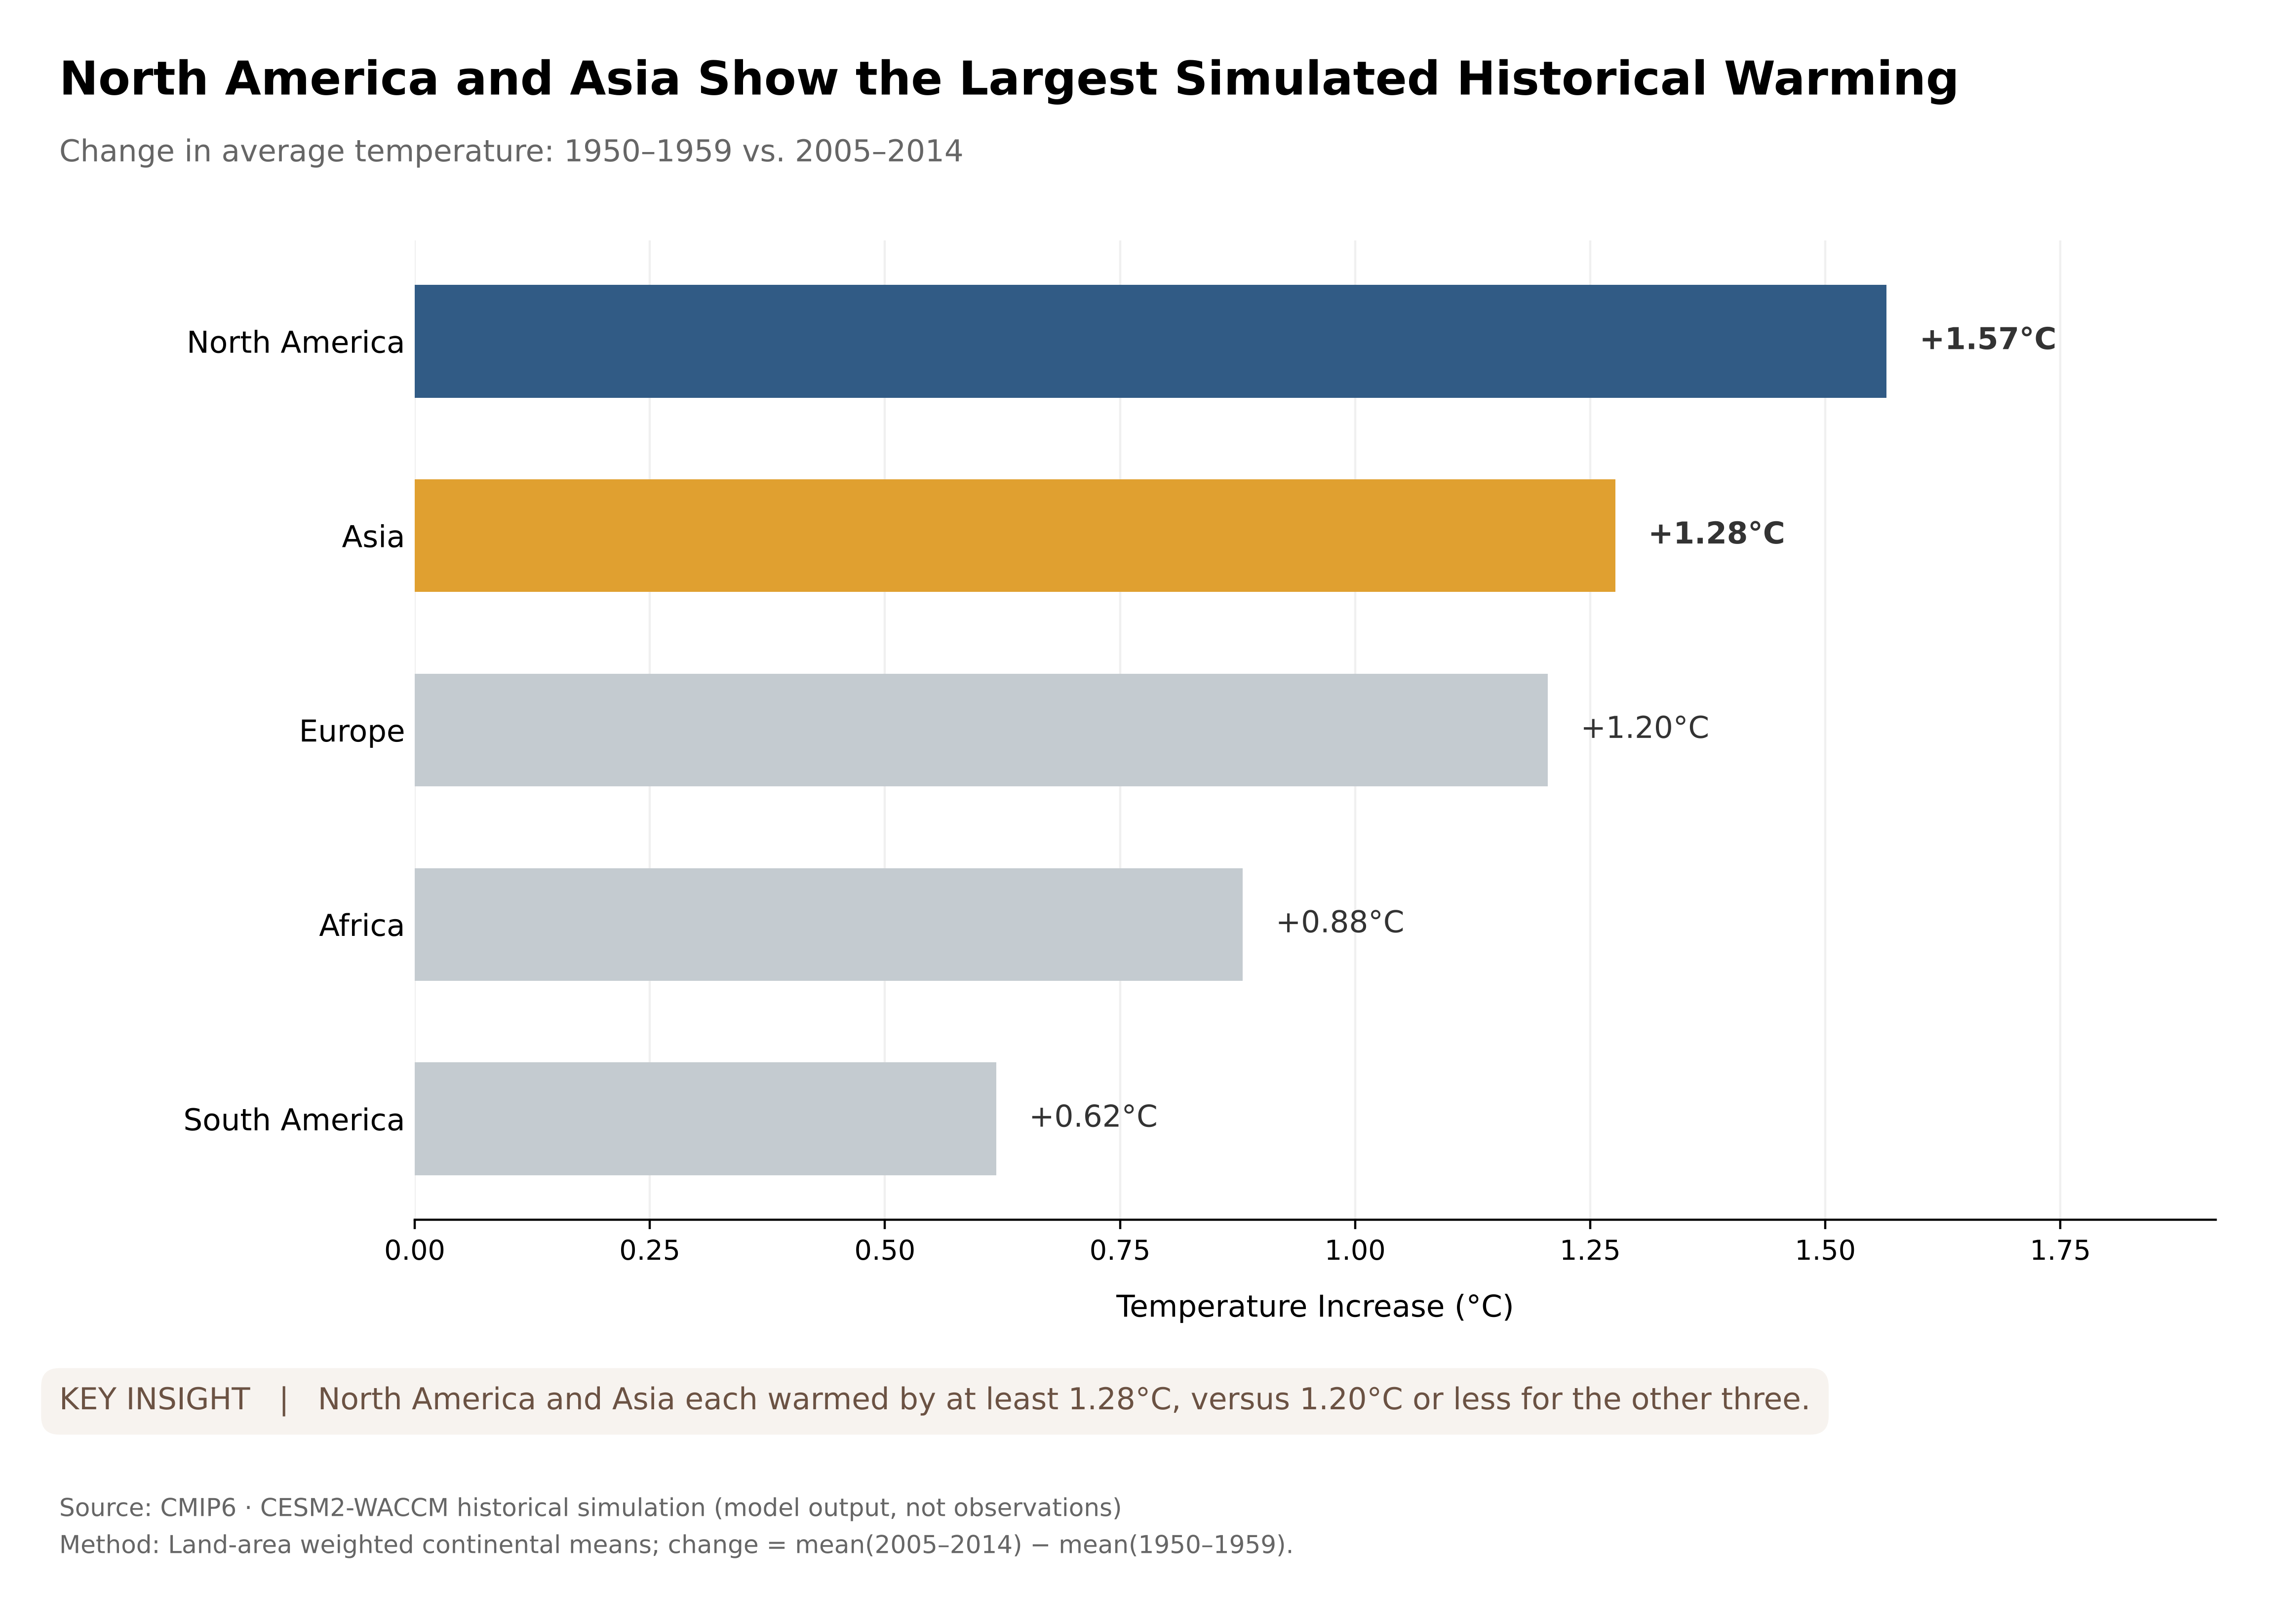 North America and Asia Show the Largest Simulated Historical Warming
Change in average temperature: 1950–1959 vs. 2005–2014
North America
+1.57°C
Asia
+1.28°C
Europe
+1.20°C
Africa
+0.88°C
South America
+0.62°C
0.00 0.25 0.50 0.75 1.00 1.25 1.50 1.75
Temperature Increase (°C)
KEY INSIGHT | North America and Asia each warmed by at least 1.28°C, versus 1.20°C or less for the other three.
Source: CMIP6 · CESM2-WACCM historical simulation (model output, not observations)
Method: Land-area weighted continental means; change = mean(2005–2014) − mean(1950–1959).